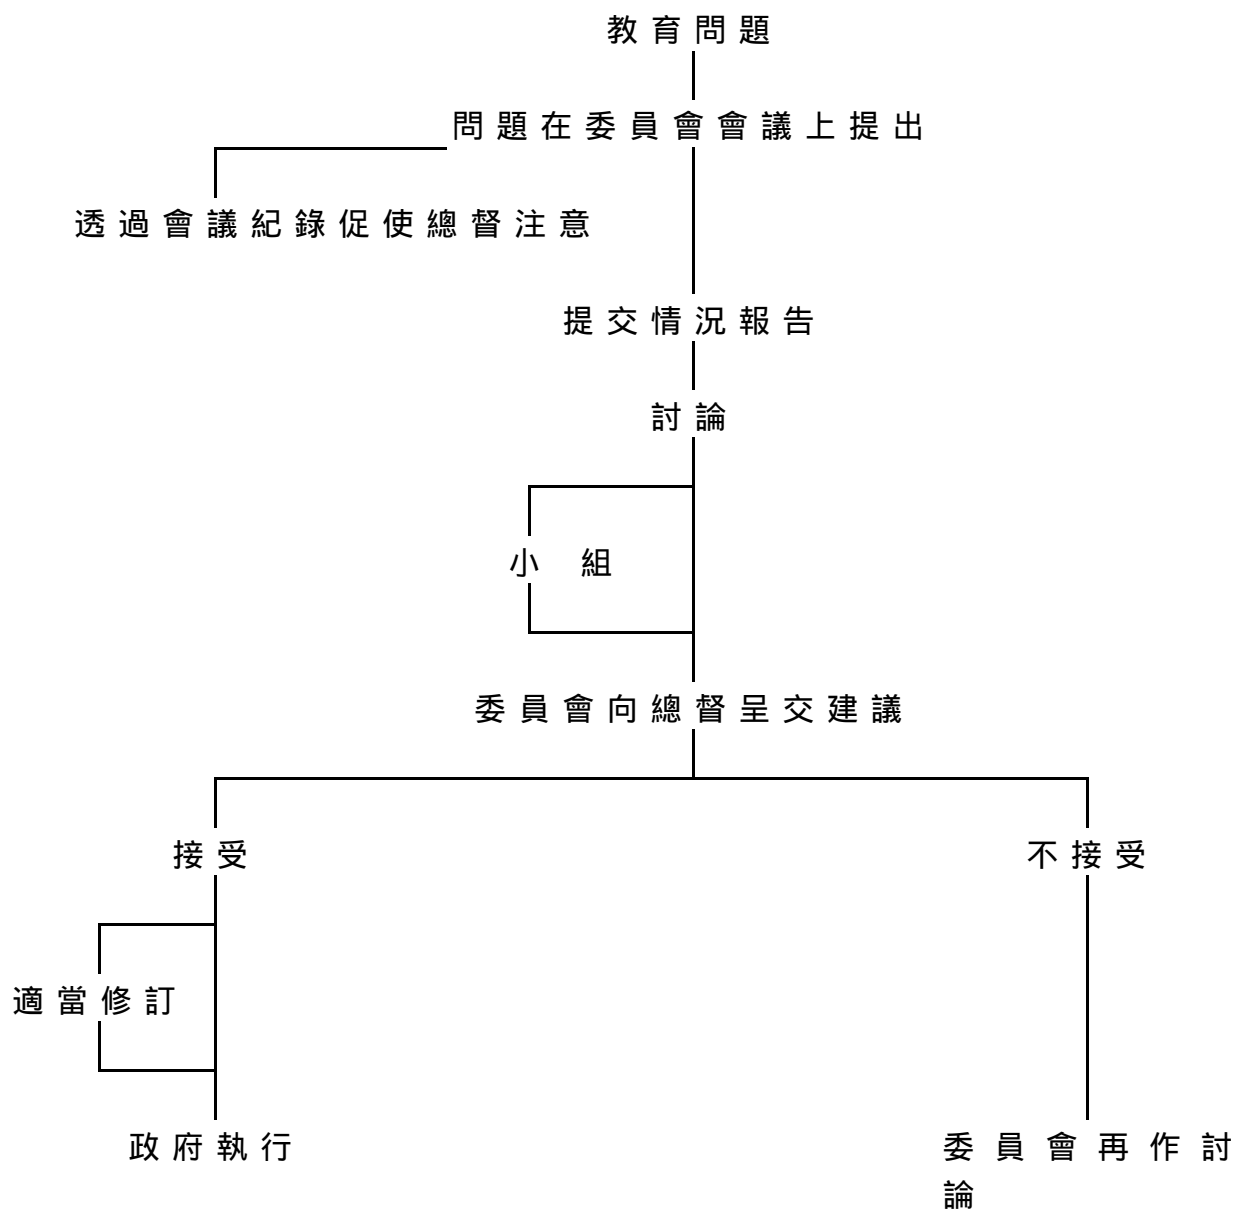 教育問題
問題在委員會會議上提出
透過會議紀錄促使總督注意
提交情況報告
討論
小 組
委員會向總督呈交建議
接受
不接受
適當修訂
政府執行
委員會再作討
論